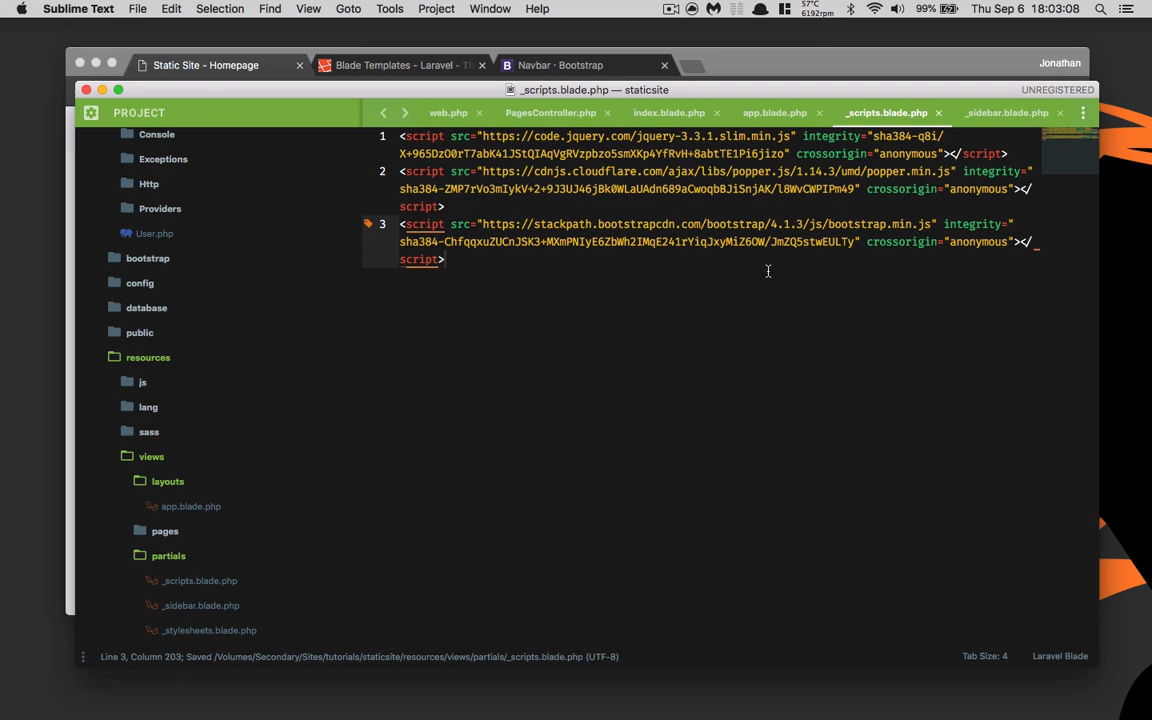 Sublime Text File Edit Selection Find View Goto Tools Project Window Help 57°C 6192rpm 99% Thu Sep 6 18:03:08
Static Site - Homepage Blade Templates - Laravel - Th Navbar · Bootstrap Jonathan
_scripts.blade.php — staticsite UNREGISTERED
PROJECT web.php PagesController.php index.blade.php app.blade.php _scripts.blade.php _sidebar.blade.php
Console
Exceptions
Http
Providers
User.php
bootstrap
config
database
public
resources
js
lang
sass
views
layouts
app.blade.php
pages
partials
_scripts.blade.php
_sidebar.blade.php
_stylesheets.blade.php
1 <script src="https://code.jquery.com/jquery-3.3.1.slim.min.js" integrity="sha384-q8i/
X+965DzO0rT7abK41JStQIAqVgRVzpbzo5smXKp4YfRvH+8abtTE1Pi6jizo" crossorigin="anonymous"></script>
2 <script src="https://cdnjs.cloudflare.com/ajax/libs/popper.js/1.14.3/umd/popper.min.js" integrity="
sha384-ZMP7rVo3mIykV+2+9J3UJ46jBk0WLaUAdn689aCwoqbBJiSnjAK/l8WvCWPIPm49" crossorigin="anonymous"></
script>
3 <script src="https://stackpath.bootstrapcdn.com/bootstrap/4.1.3/js/bootstrap.min.js" integrity="
sha384-ChfqqxuZUCnJSK3+MXmPNIyE6ZbWh2IMqE241rYiqJxyMiZ6OW/JmZQ5stwEULTy" crossorigin="anonymous"></
script>
Line 3, Column 203; Saved /Volumes/Secondary/Sites/tutorials/staticsite/resources/views/partials/_scripts.blade.php (UTF-8) Tab Size: 4 Laravel Blade